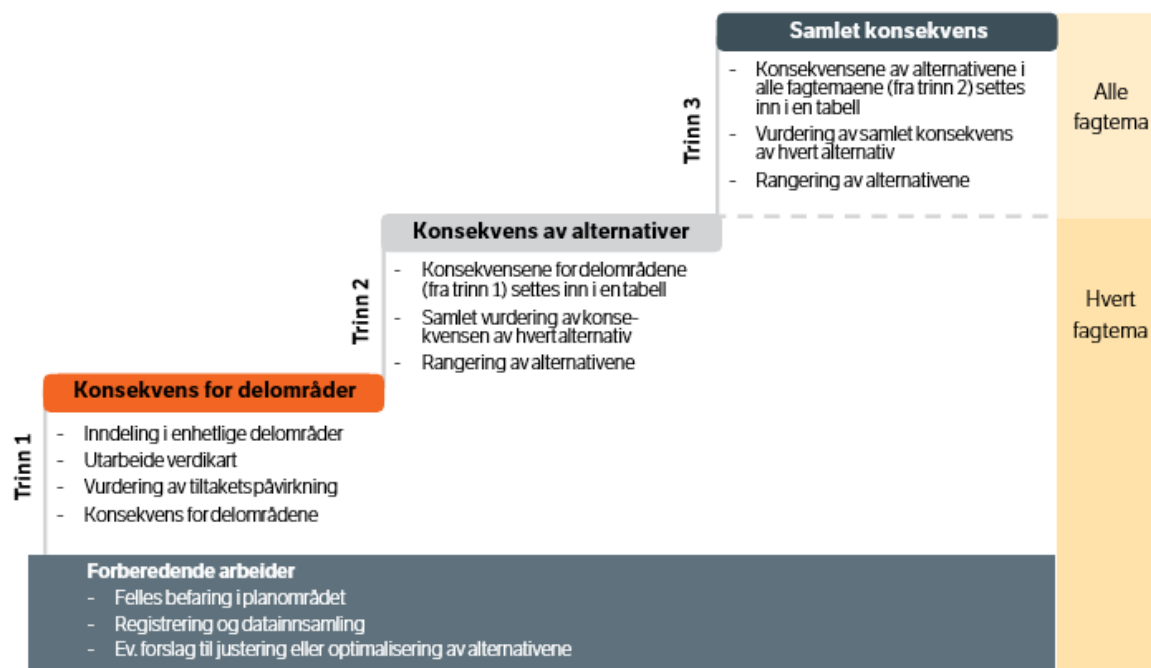 Samlet konsekvens
- Konsekvensene av alternativene i
alle fagtemaene (fra trinn 2) settes
inn i en tabell
- Vurdering av samlet konsekvens
av hvert alternativ
- Rangering av alternativene
Trinn 3
Alle
fagtema
Konsekvens av alternativer
- Konsekvensene for delområdene
(fra trinn 1) settes inn i en tabell
- Samlet vurdering av konse-
kvensen av hvert alternativ
- Rangering av alternativene
Trinn 2
Hvert
fagtema
Konsekvens for delområder
- Inndeling i enhetlige delområder
- Utarbeide verdikart
- Vurdering av tiltakets påvirkning
- Konsekvens for delområdene
Trinn 1
Forberedende arbeider
- Felles befaring i planområdet
- Registrering og datainnsamling
- Ev. forslag til justering eller optimalisering av alternativene